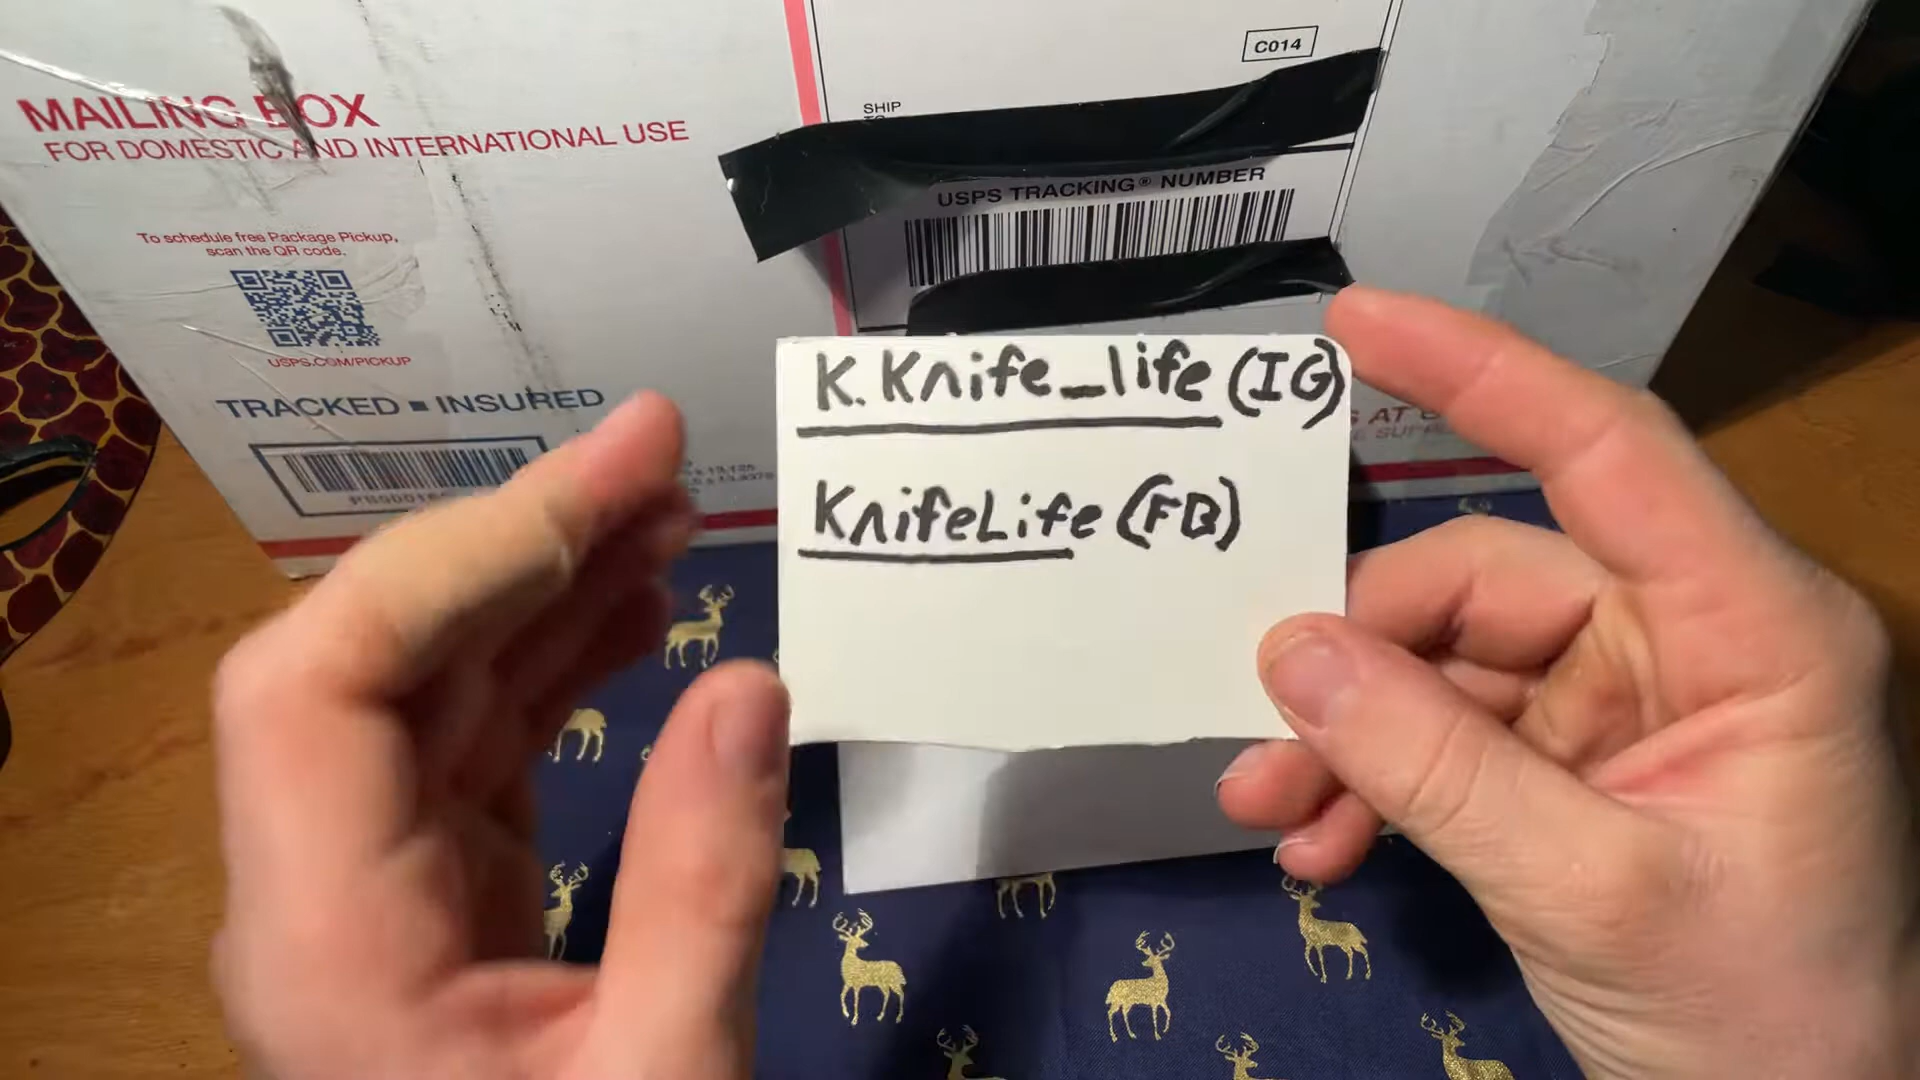 MAILING BOX
FOR DOMESTIC AND INTERNATIONAL USE
To schedule free Package Pickup,
scan the QR code.
USPS.COM/PICKUP
TRACKED ■ INSURED
C014
SHIP
USPS TRACKING® NUMBER
K.Knife_life (IG)
KnifeLife (FB)